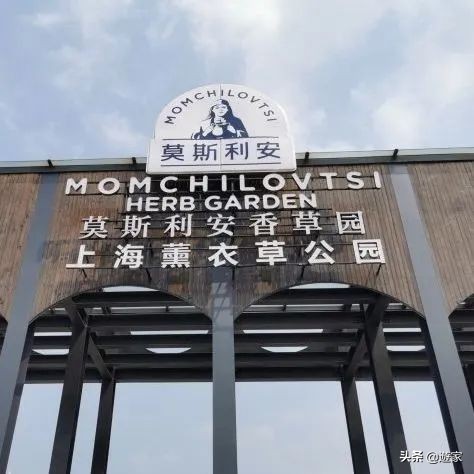 MOMCHILOVTSI
莫斯利安
MOMCHILOVTSI
HERB GARDEN
莫斯利安香草园
上海薰衣草公园
头条 @遊家